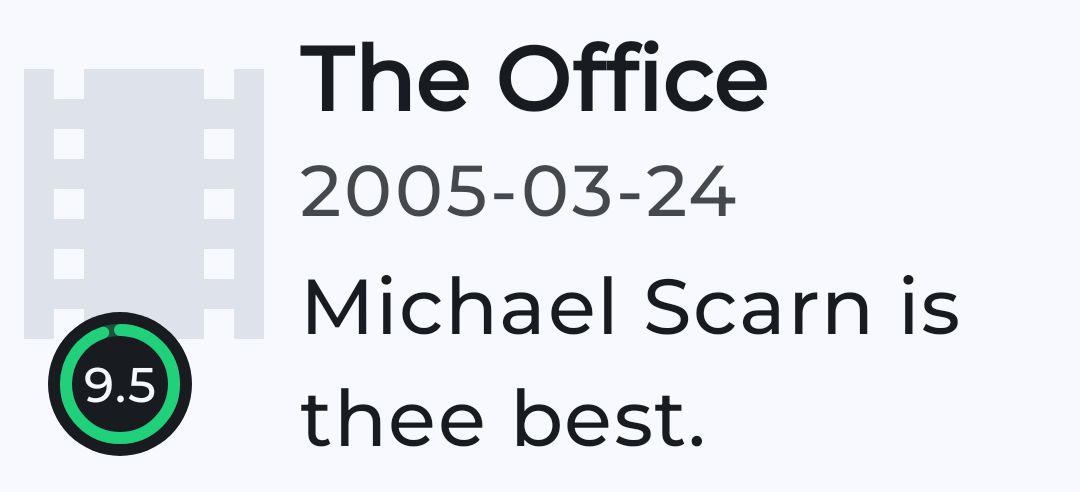 The Office
2005-03-24
Michael Scarn is
thee best.
9.5